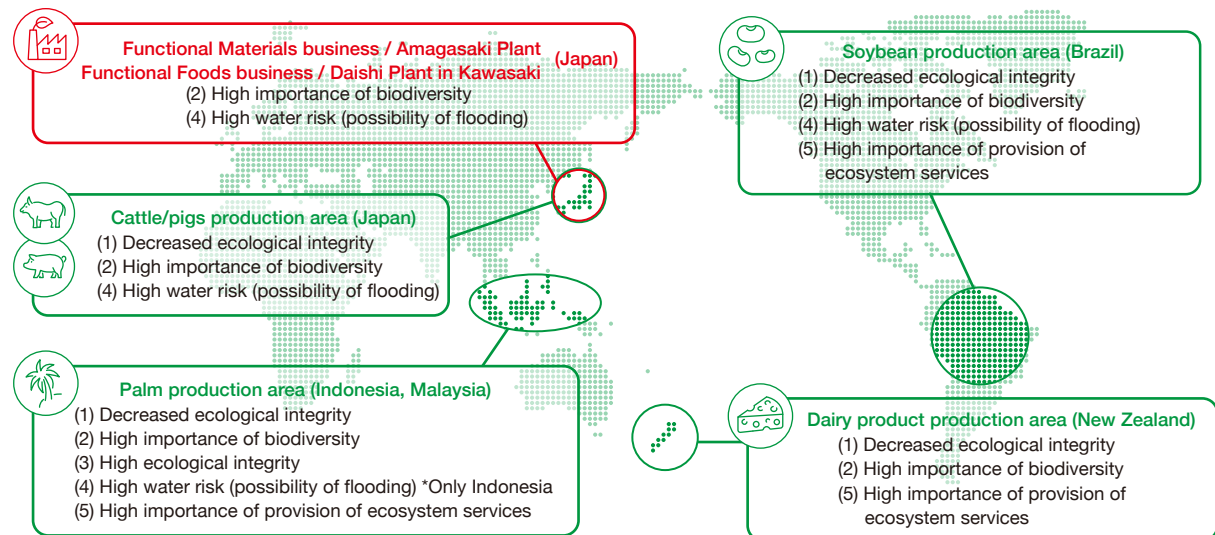 Functional Materials business / Amagasaki Plant
Functional Foods business / Daishi Plant in Kawasaki
(Japan)
(2) High importance of biodiversity
(4) High water risk (possibility of flooding)
Soybean production area (Brazil)
(1) Decreased ecological integrity
(2) High importance of biodiversity
(4) High water risk (possibility of flooding)
(5) High importance of provision of
ecosystem services
Cattle/pigs production area (Japan)
(1) Decreased ecological integrity
(2) High importance of biodiversity
(4) High water risk (possibility of flooding)
Palm production area (Indonesia, Malaysia)
(1) Decreased ecological integrity
(2) High importance of biodiversity
(3) High ecological integrity
(4) High water risk (possibility of flooding) *Only Indonesia
(5) High importance of provision of ecosystem services
Dairy product production area (New Zealand)
(1) Decreased ecological integrity
(2) High importance of biodiversity
(5) High importance of provision of
ecosystem services